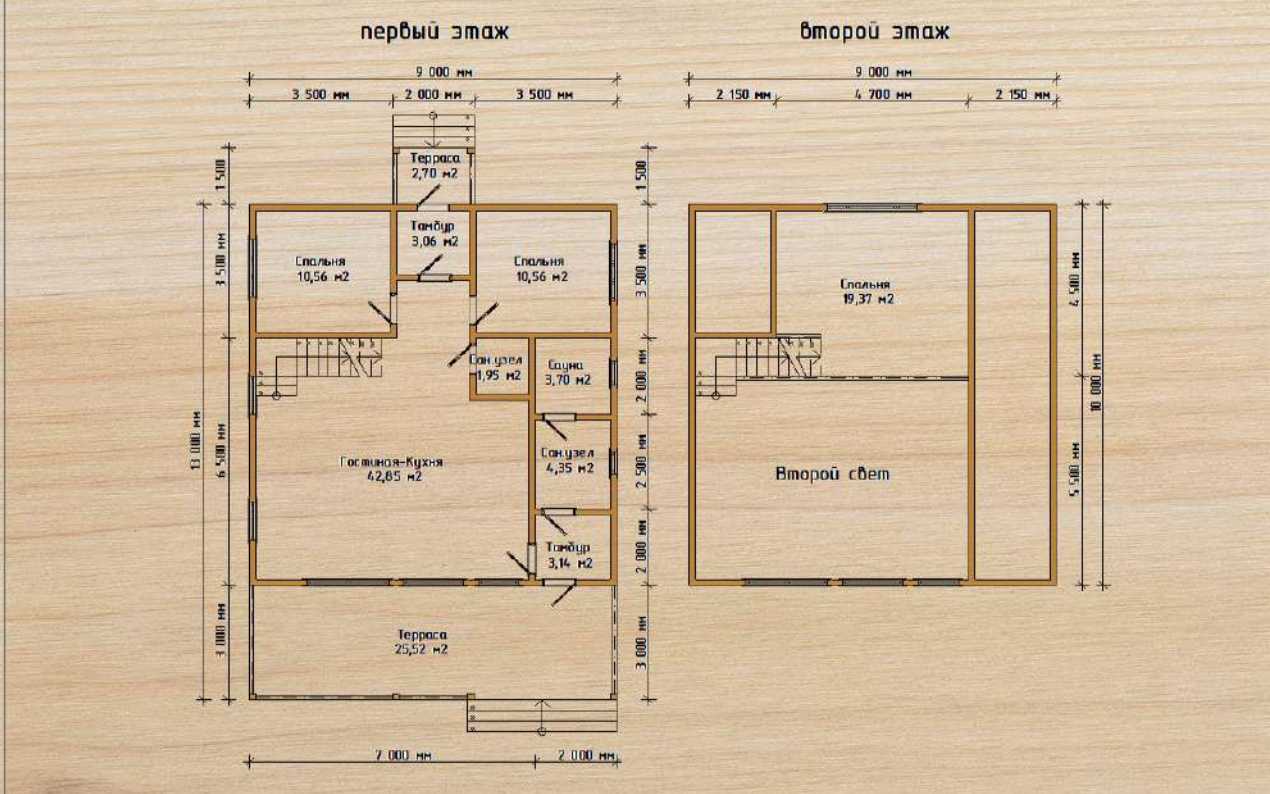 первый этаж
второй этаж
9 000 мм
3 500 мм
2 000 мм
3 500 мм
9 000 мм
2 150 мм
4 700 мм
2 150 мм
1 500
Терраса
2,70 м2
1 500
Тамбур
3,06 м2
3 500 мм
Спальня
10,56 м2
Спальня
10,56 м2
3 500 мм
Спальня
19,37 м2
4 500 мм
10 000 мм
5 500 мм
Сан.узел
1,95 м2
Сауна
3,70 м2
2 000 мм
13 000 мм
6 500 мм
Гостиная-Кухня
42,85 м2
Сан.узел
4,35 м2
2 500 мм
Второй свет
Тамбур
3,14 м2
2 000 мм
3 000 мм
Терраса
25,52 м2
3 000 мм
7 000 мм
2 000 мм